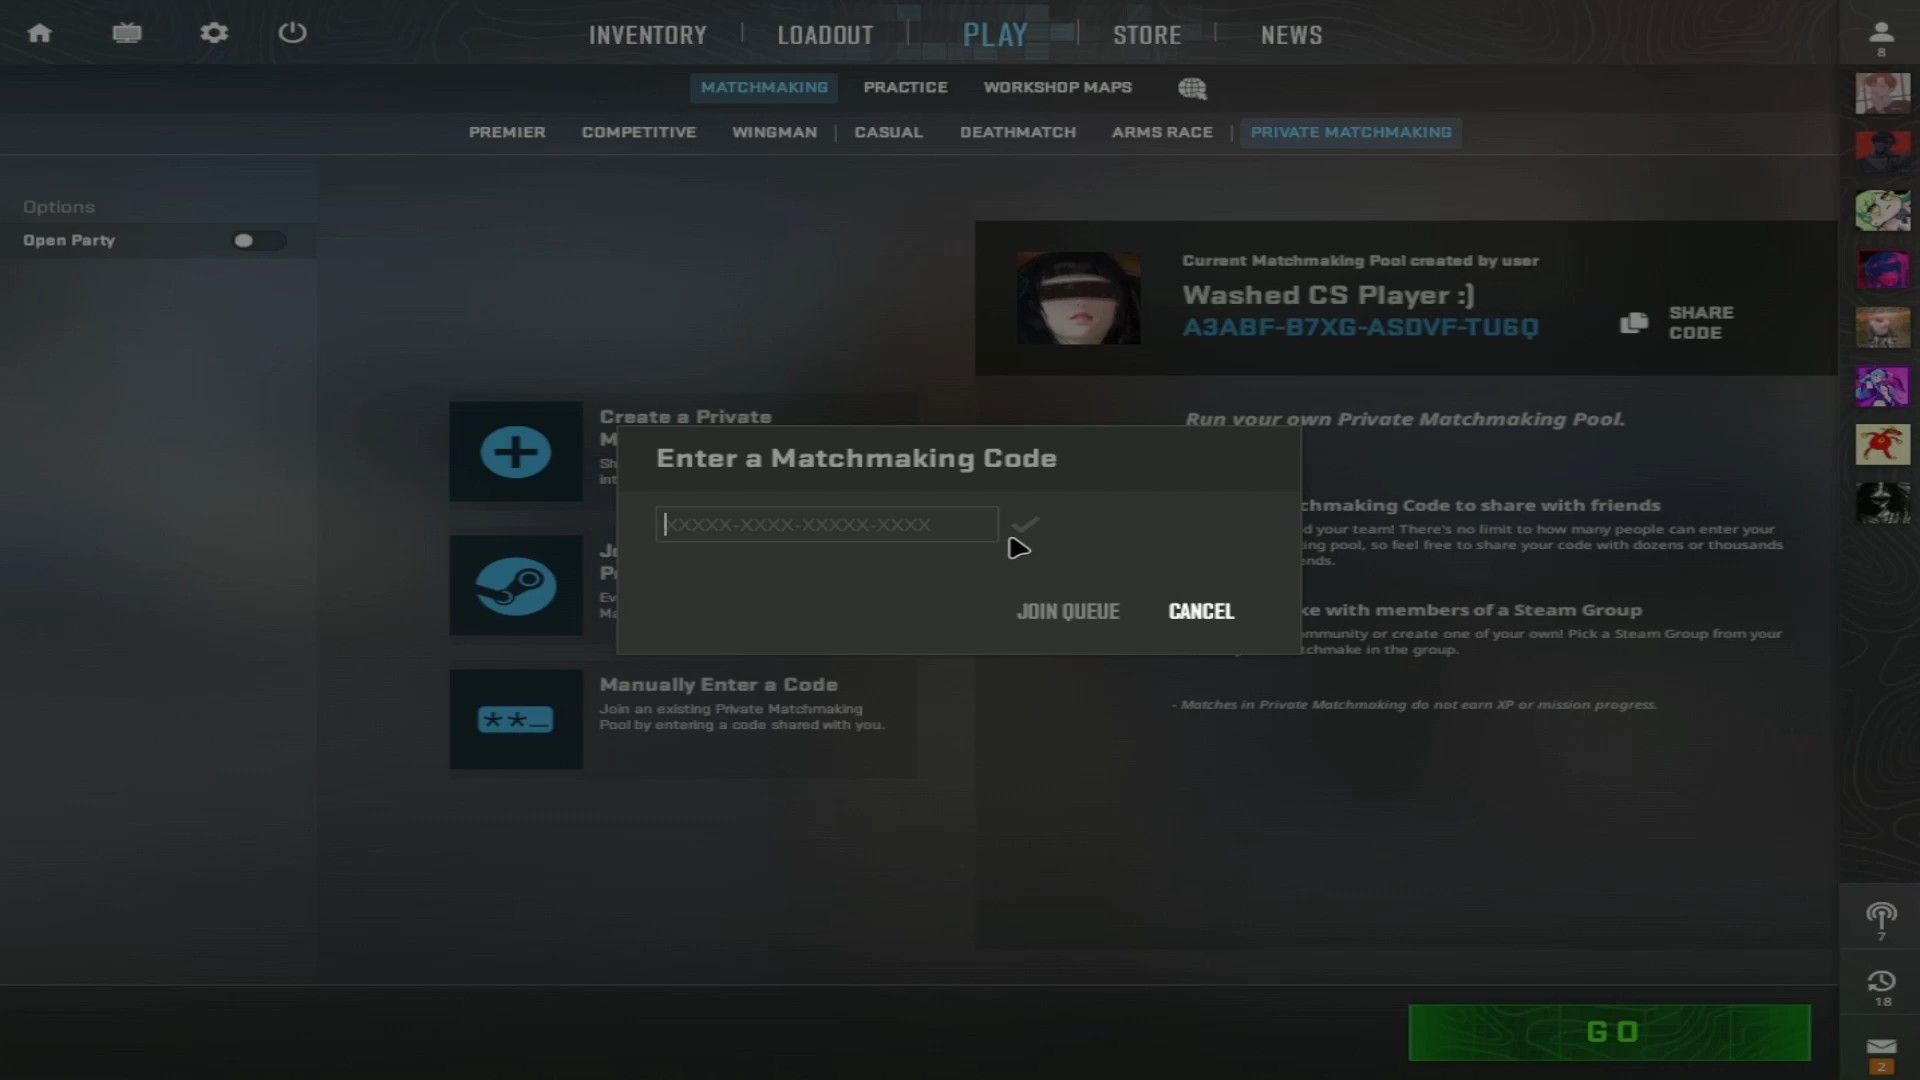 INVENTORY
LOADOUT
PLAY
STORE
NEWS
8
MATCHMAKING
PRACTICE
WORKSHOP MAPS
PREMIER
COMPETITIVE
WINGMAN
CASUAL
DEATHMATCH
ARMS RACE
PRIVATE MATCHMAKING
Options
Open Party
Current Matchmaking Pool created by user
Washed CS Player :)
A3ABF-B7XG-ASDVF-TU6Q
SHARE
CODE
Create a Private
Run your own Private Matchmaking Pool.
Enter a Matchmaking Code
XXXXX-XXXX-XXXXX-XXXX
JOIN QUEUE
CANCEL
chmaking Code to share with friends
d your team! There's no limit to how many people can enter your
ing pool, so feel free to share your code with dozens or thousands
ends.
ke with members of a Steam Group
mmunity or create one of your own! Pick a Steam Group from your
tchmake in the group.
Manually Enter a Code
**_
Join an existing Private Matchmaking
Pool by entering a code shared with you.
- Matches in Private Matchmaking do not earn XP or mission progress.
7
18
GO
2